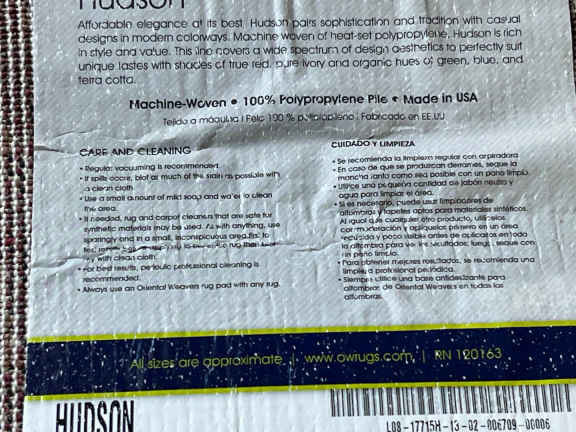 Hudson
Affordable elegance at its best. Hudson pairs sophistication and tradition with casual
designs in modern colorways. Machine woven of heat-set polypropylene, Hudson is rich
in style and value. This line covers a wide spectrum of design aesthetics to perfectly suit
unique tastes with shades of true red, pure ivory and organic hues of green, blue, and
terra cotta.
Machine-Woven • 100% Polypropylene Pile • Made in USA
Tejido a máquina | Pelo 100 % polipropileno | Fabricado en EE.UU
CARE AND CLEANING
• Regular vacuuming is recommended.
• If spills occur, blot as much of the stain as possible with
a clean cloth.
• Use a small amount of mild soap and water to clean
the area.
• If needed, rug and carpet cleaners that are safe for
synthetic materials may be used. As with anything, use
sparingly and in a small, inconspicuous area first to
test
rug then
dry with clean cloth.
• For best results, periodic professional cleaning is
recommended.
• Always use an Oriental Weavers rug pad with any rug.
CUIDADO Y LIMPIEZA
• Se recomienda la limpieza regular con aspiradora.
• En caso de que se produzcan derrames, seque la
mancha tanto como sea posible con un paño limpio.
• Utilice una pequeña cantidad de jabón neutro y
agua para limpiar el área.
• Si es necesario, puede usar limpiadores de
alfombras y tapetes aptos para materiales sintéticos.
Al igual que cualquier otro producto, utilícelos
con moderación y aplíquelos primero en un área
pequeña y poco visible antes de aplicarlos en toda
la alfombra para ver los resultados; luego, seque con
un paño limpio.
• Para obtener mejores resultados, se recomienda una
limpieza profesional periódica.
• Siempre utilice una base antideslizante para
alfombras de Oriental Weavers en todas las
alfombras.
All sizes are approximate. | www.owrugs.com | RN 120163
HUDSON
L08-17715H-13-02-006709-00006